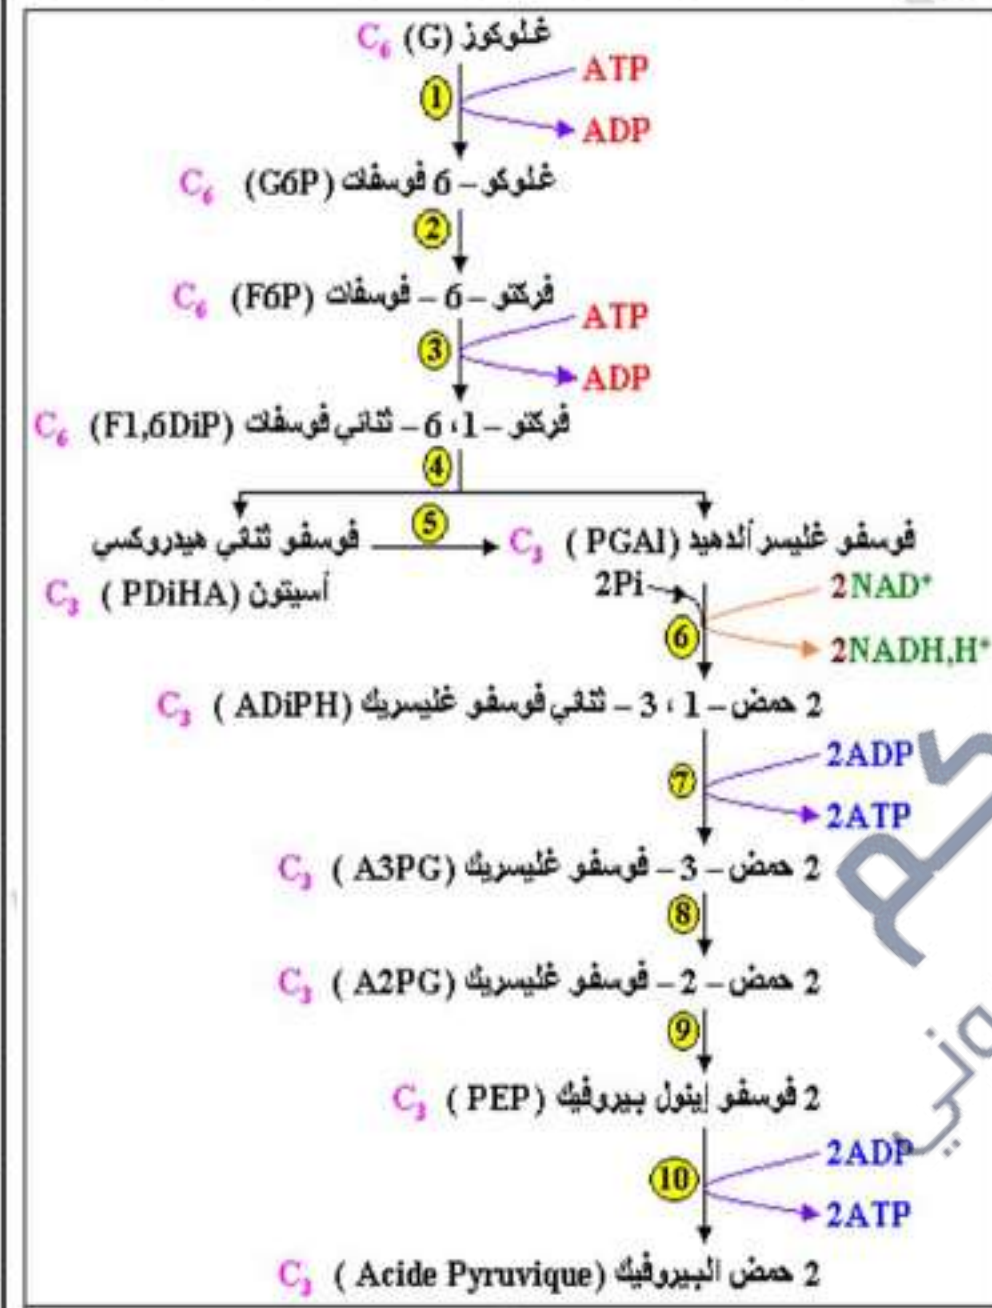 غلوكوز (G) C₆
ATP
① 
ADP
غلوكو – 6 فوسفات (G6P) C₆
②
فركتو – 6 – فوسفات (F6P) C₆
ATP
③
ADP
فركتو – 1، 6 – ثنائي فوسفات (F1,6DiP) C₆
④
⑤
فوسفو غليسر ألدهيد (PGAl) C₃
فوسفو ثنائي هيدروكسي
أسيتون (PDiHA) C₃
2Pi
2NAD⁺
⑥
2NADH,H⁺
2 حمض – 1 ، 3 – ثنائي فوسفو غليسريك (ADiPH) C₃
2ADP
⑦
2ATP
2 حمض – 3 – فوسفو غليسريك (A3PG) C₃
⑧
2 حمض – 2 – فوسفو غليسريك (A2PG) C₃
⑨
2 فوسفو إينول بيروفيك (PEP) C₃
2ADP
⑩
2ATP
2 حمض البيروفيك (Acide Pyruvique) C₃